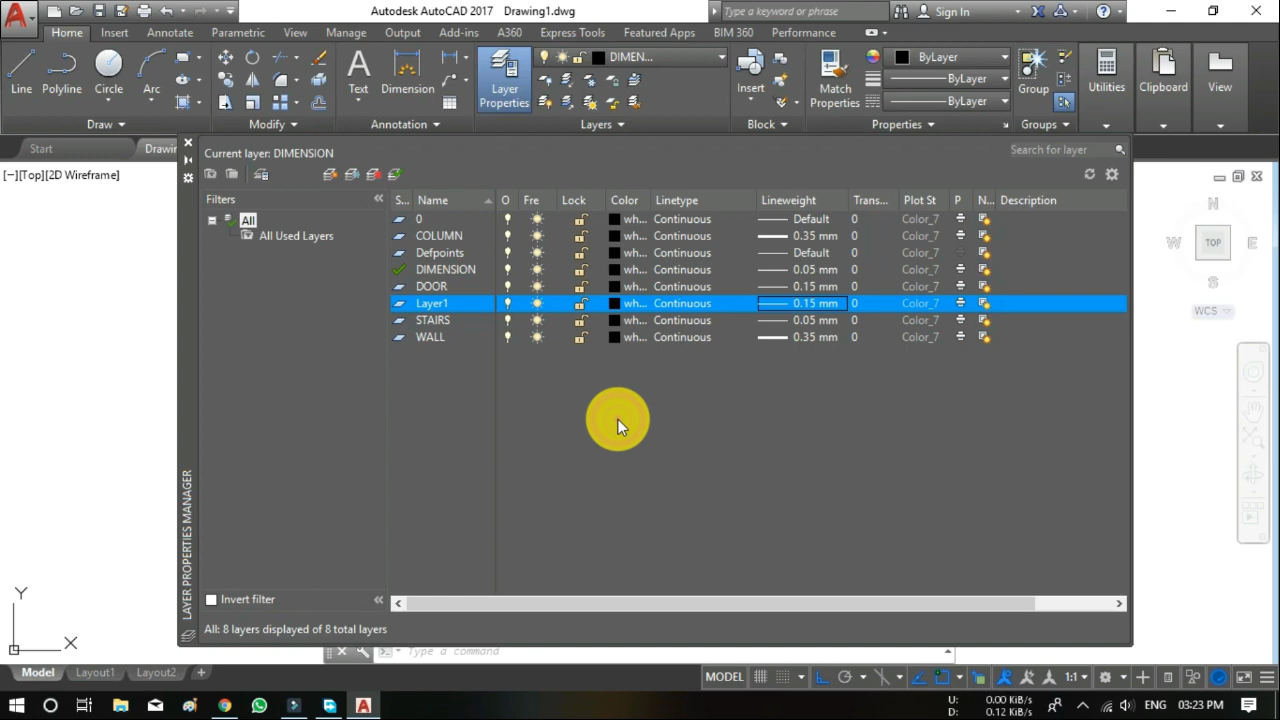 Autodesk AutoCAD 2017 Drawing1.dwg
Type a keyword or phrase
Sign In
Home Insert Annotate Parametric View Manage Output Add-ins A360 Express Tools Featured Apps BIM 360 Performance
Line Polyline Circle Arc
Text Dimension
Layer Properties
DIMEN...
Insert
Match Properties
ByLayer
ByLayer
ByLayer
Group
Utilities Clipboard View
Draw Modify Annotation Layers Block Properties Groups
Start Drawin
[−][Top][2D Wireframe]
Current layer: DIMENSION
Search for layer
Filters
All
All Used Layers
Invert filter
S... Name O Fre Lock Color Linetype Lineweight Trans... Plot St P N... Description
0 wh... Continuous Default 0 Color_7
COLUMN wh... Continuous 0.35 mm 0 Color_7
Defpoints wh... Continuous Default 0 Color_7
DIMENSION wh... Continuous 0.05 mm 0 Color_7
DOOR wh... Continuous 0.15 mm 0 Color_7
Layer1 wh... Continuous 0.15 mm 0 Color_7
STAIRS wh... Continuous 0.05 mm 0 Color_7
WALL wh... Continuous 0.35 mm 0 Color_7
All: 8 layers displayed of 8 total layers
LAYER PROPERTIES MANAGER
N
W TOP E
S
WCS
Y
X
Type a command
Model Layout1 Layout2 +
MODEL 1:1
U: 0.00 KiB/s
D: 0.12 KiB/s
ENG 03:23 PM